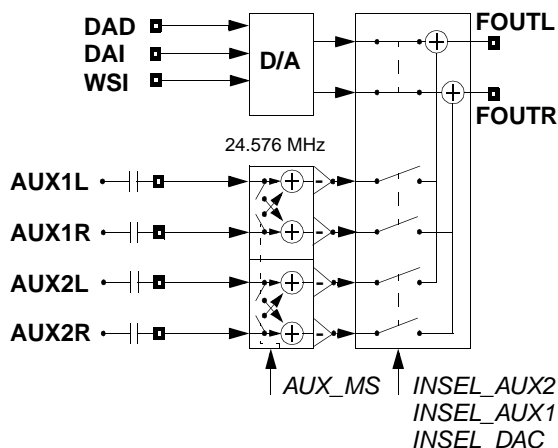 DAD
DAI
WSI
D/A
FOUTL
FOUTR
24.576 MHz
AUX1L
AUX1R
AUX2L
AUX2R
AUX_MS
INSEL_AUX2
INSEL_AUX1
INSEL_DAC